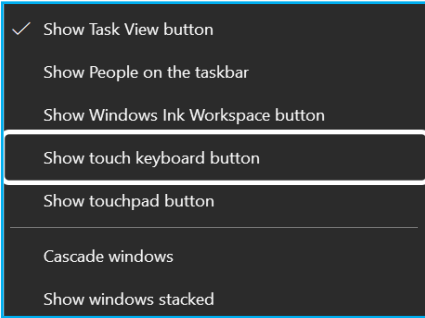 Show Task View button
Show People on the taskbar
Show Windows Ink Workspace button
Show touch keyboard button
Show touchpad button
Cascade windows
Show windows stacked